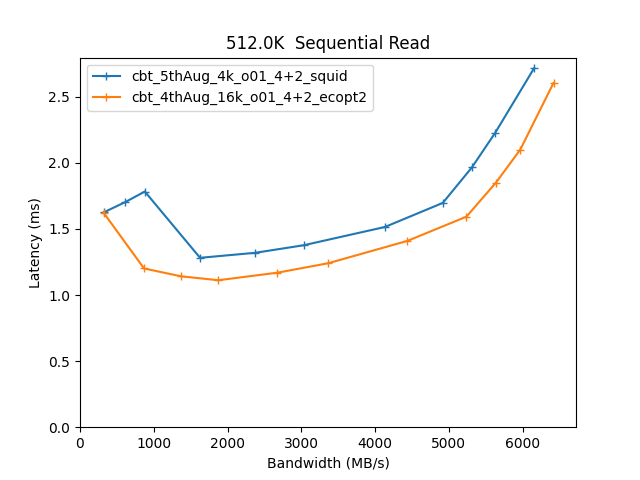 512.0K  Sequential Read
cbt_5thAug_4k_o01_4+2_squid
cbt_4thAug_16k_o01_4+2_ecopt2
2.5
2.0
1.5
1.0
0.5
0.0
Latency (ms)
0 1000 2000 3000 4000 5000 6000
Bandwidth (MB/s)